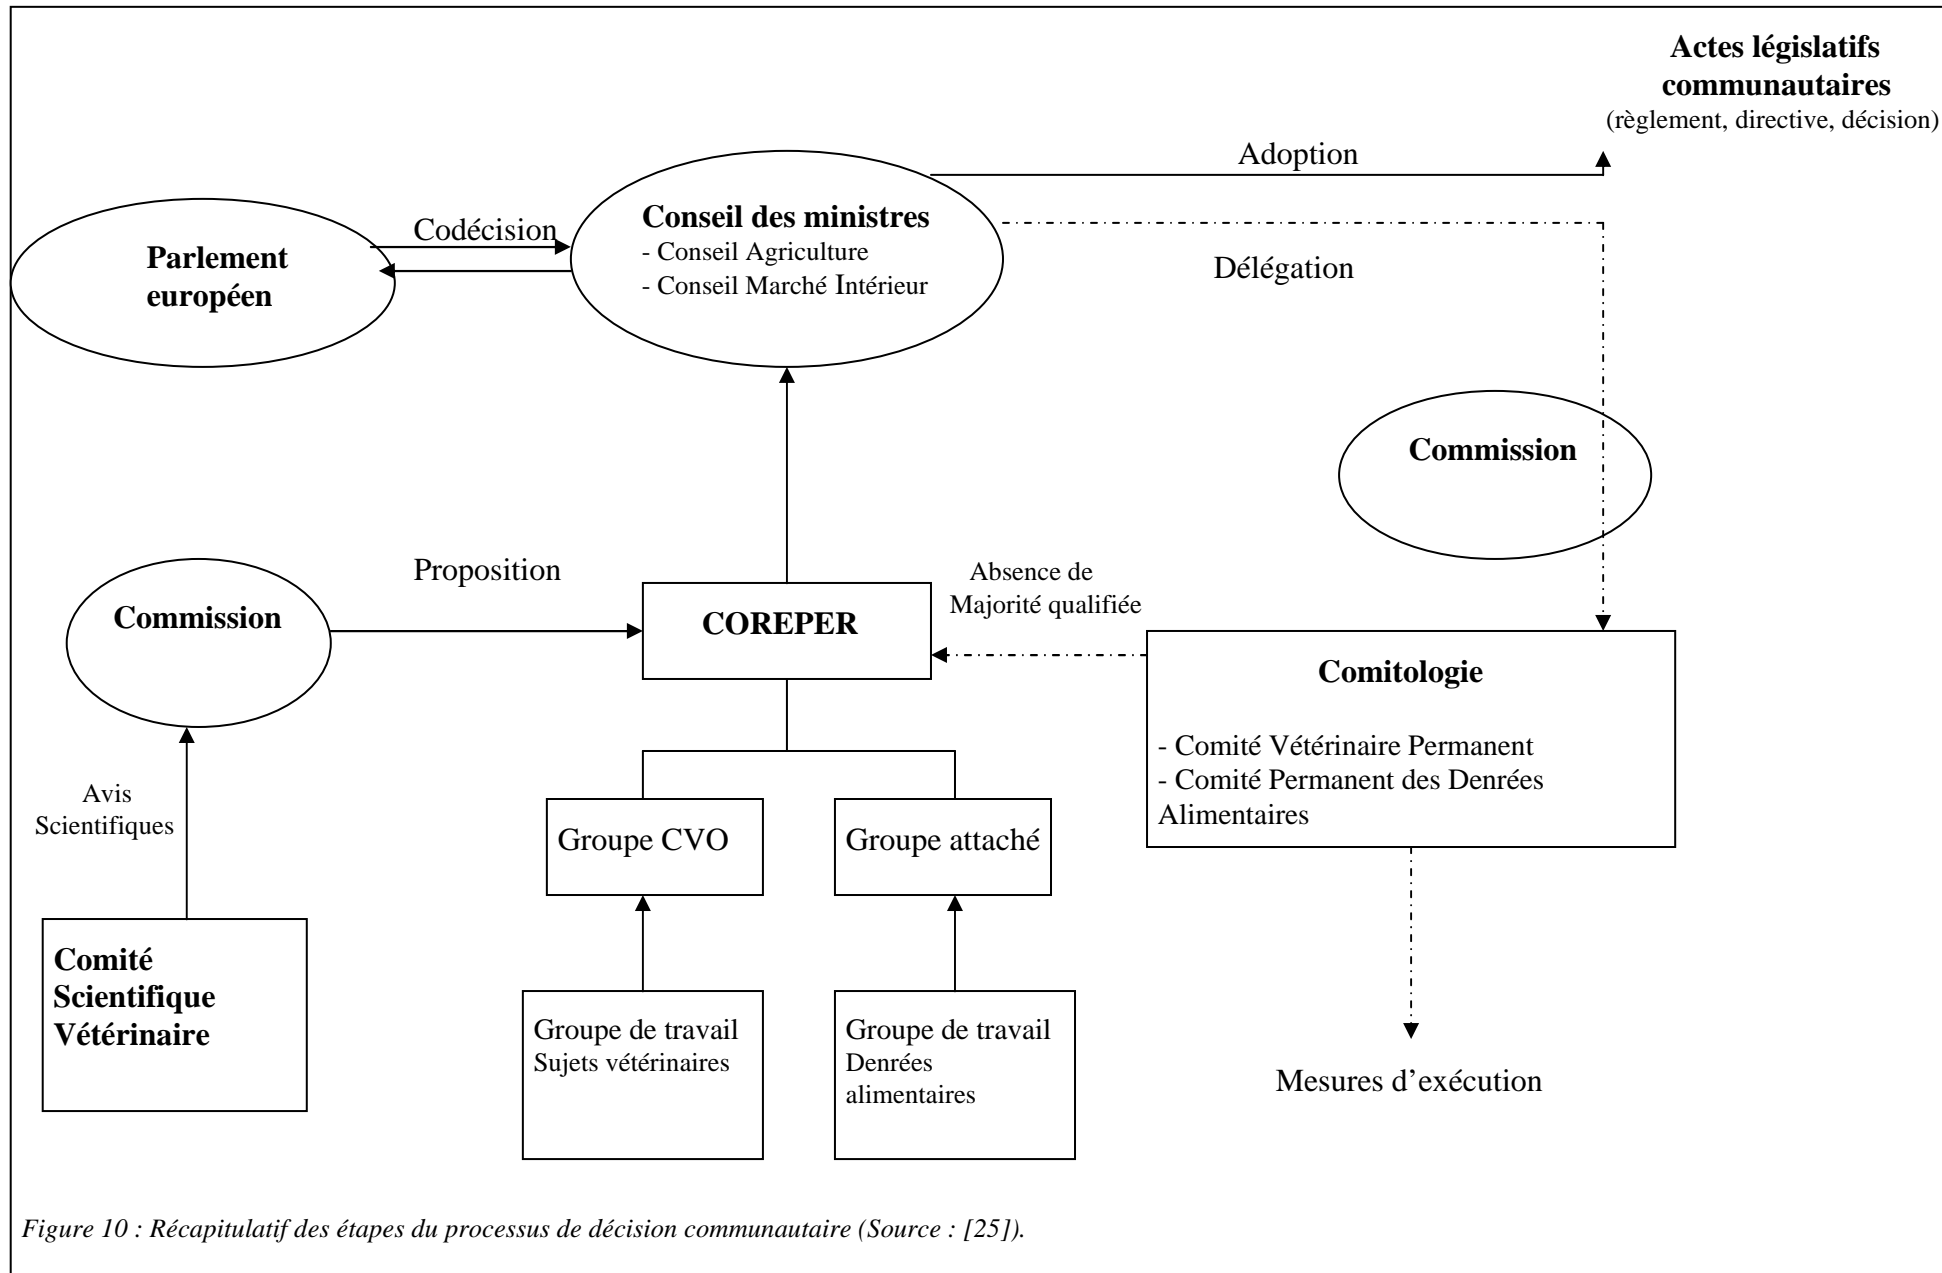 Actes législatifs
communautaires
(règlement, directive, décision)
Adoption
Conseil des ministres
- Conseil Agriculture
- Conseil Marché Intérieur
Codécision
Parlement
européen
Délégation
Commission
Proposition
Absence de
Majorité qualifiée
Commission
COREPER
Comitologie
- Comité Vétérinaire Permanent
- Comité Permanent des Denrées
Alimentaires
Avis
Scientifiques
Groupe CVO
Groupe attaché
Comité
Scientifique
Vétérinaire
Groupe de travail
Sujets vétérinaires
Groupe de travail
Denrées
alimentaires
Mesures d’exécution
Figure 10 : Récapitulatif des étapes du processus de décision communautaire (Source : [25]).